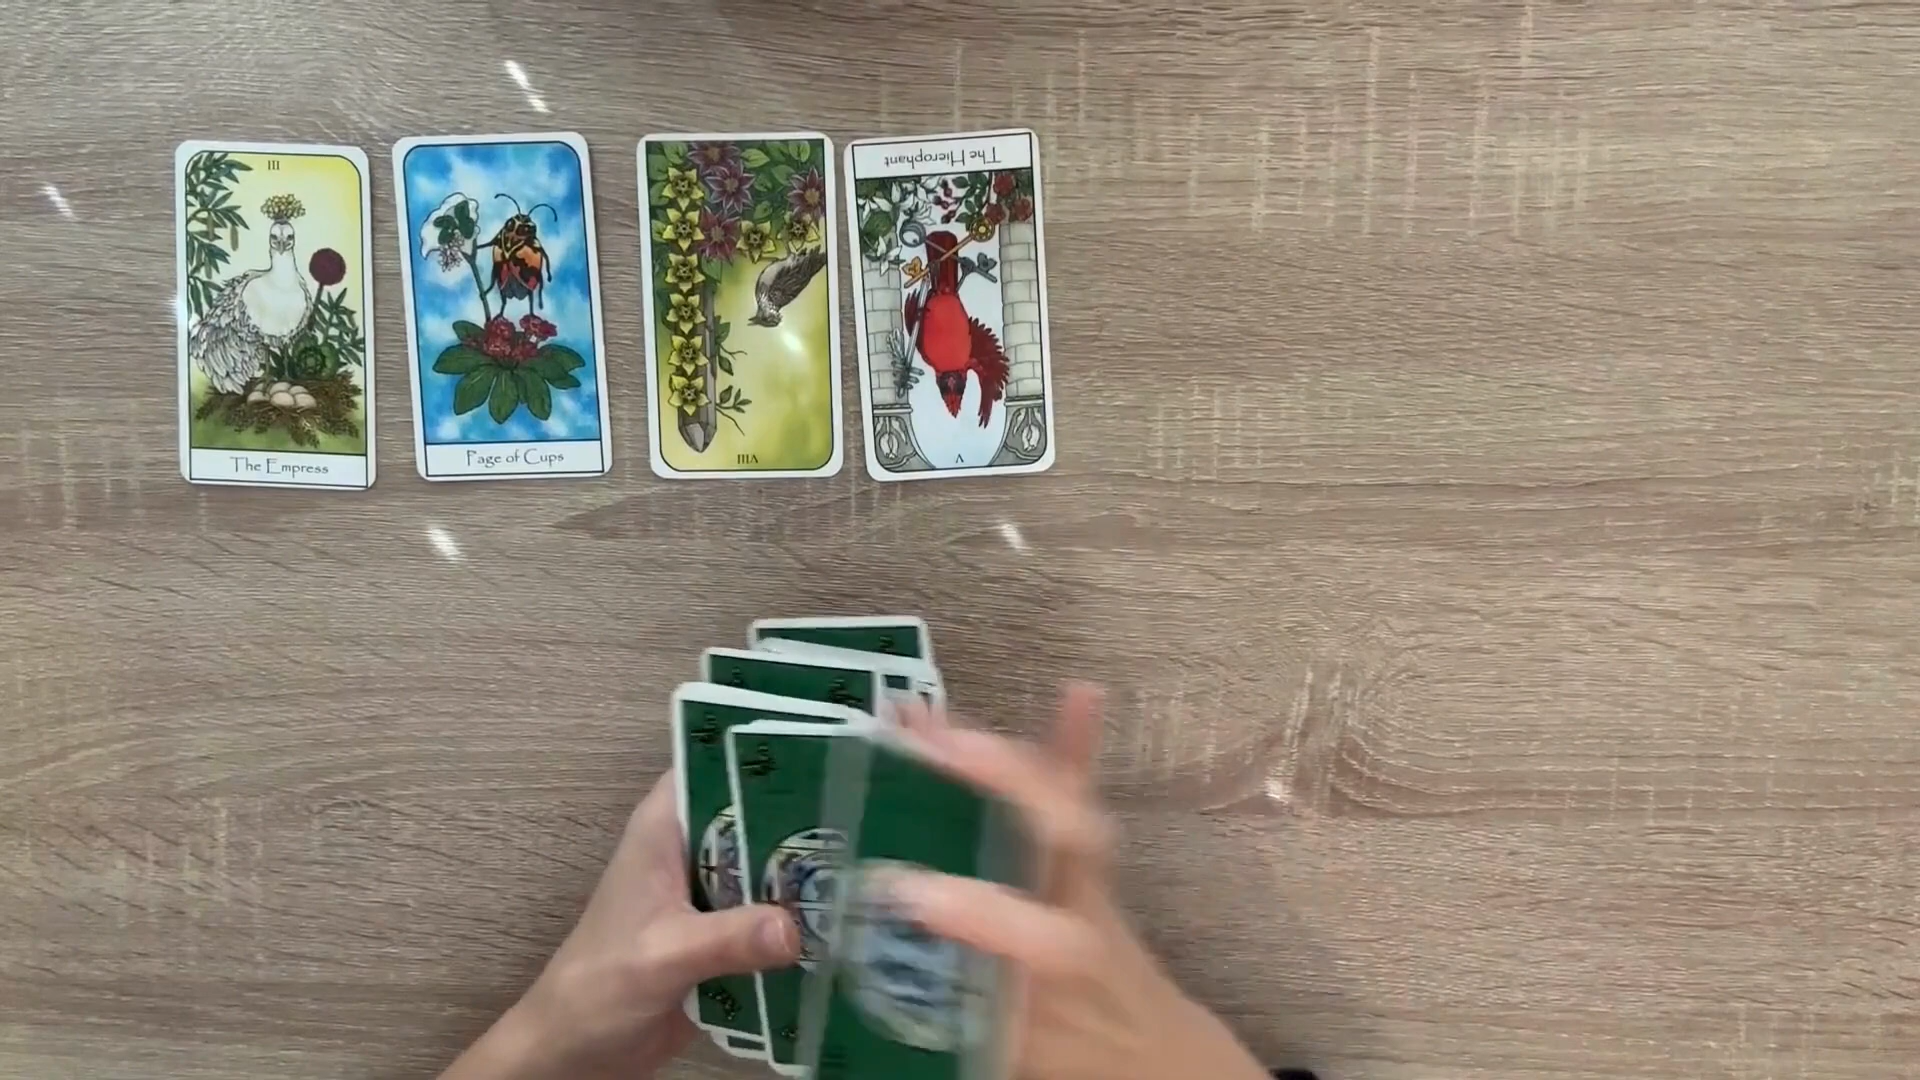 III
The Empress
Page of Cups
VIII
The Hierophant
V